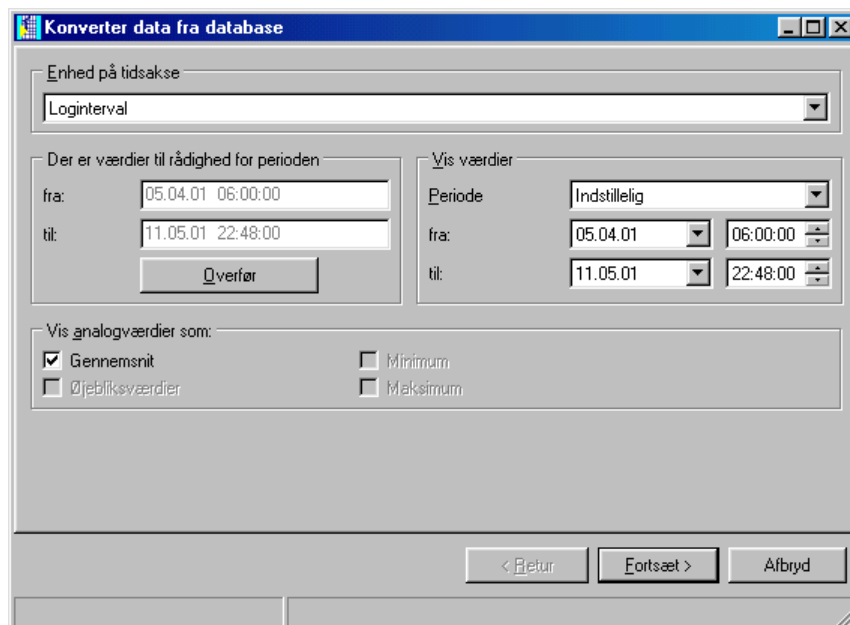 Konverter data fra database
Enhed på tidsakse
Loginterval
Der er værdier til rådighed for perioden
fra: 05.04.01 06:00:00
til: 11.05.01 22:48:00
Overfør
Vis værdier
Periode Indstillelig
fra: 05.04.01 06:00:00
til: 11.05.01 22:48:00
Vis analogværdier som:
Gennemsnit Minimum
Øjebliksværdier Maksimum
< Retur Fortsæt > Afbryd